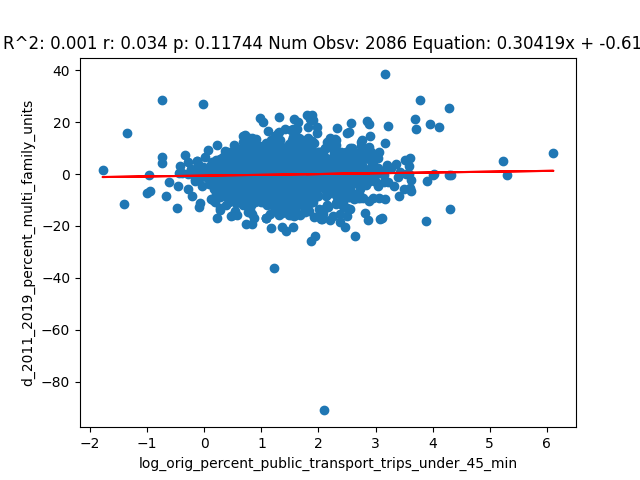 R^2: 0.001 r: 0.034 p: 0.11744 Num Obsv: 2086 Equation: 0.30419x + -0.61
40
20
0
−20
−40
−60
−80
d_2011_2019_percent_multi_family_units
−2 −1 0 1 2 3 4 5 6
log_orig_percent_public_transport_trips_under_45_min